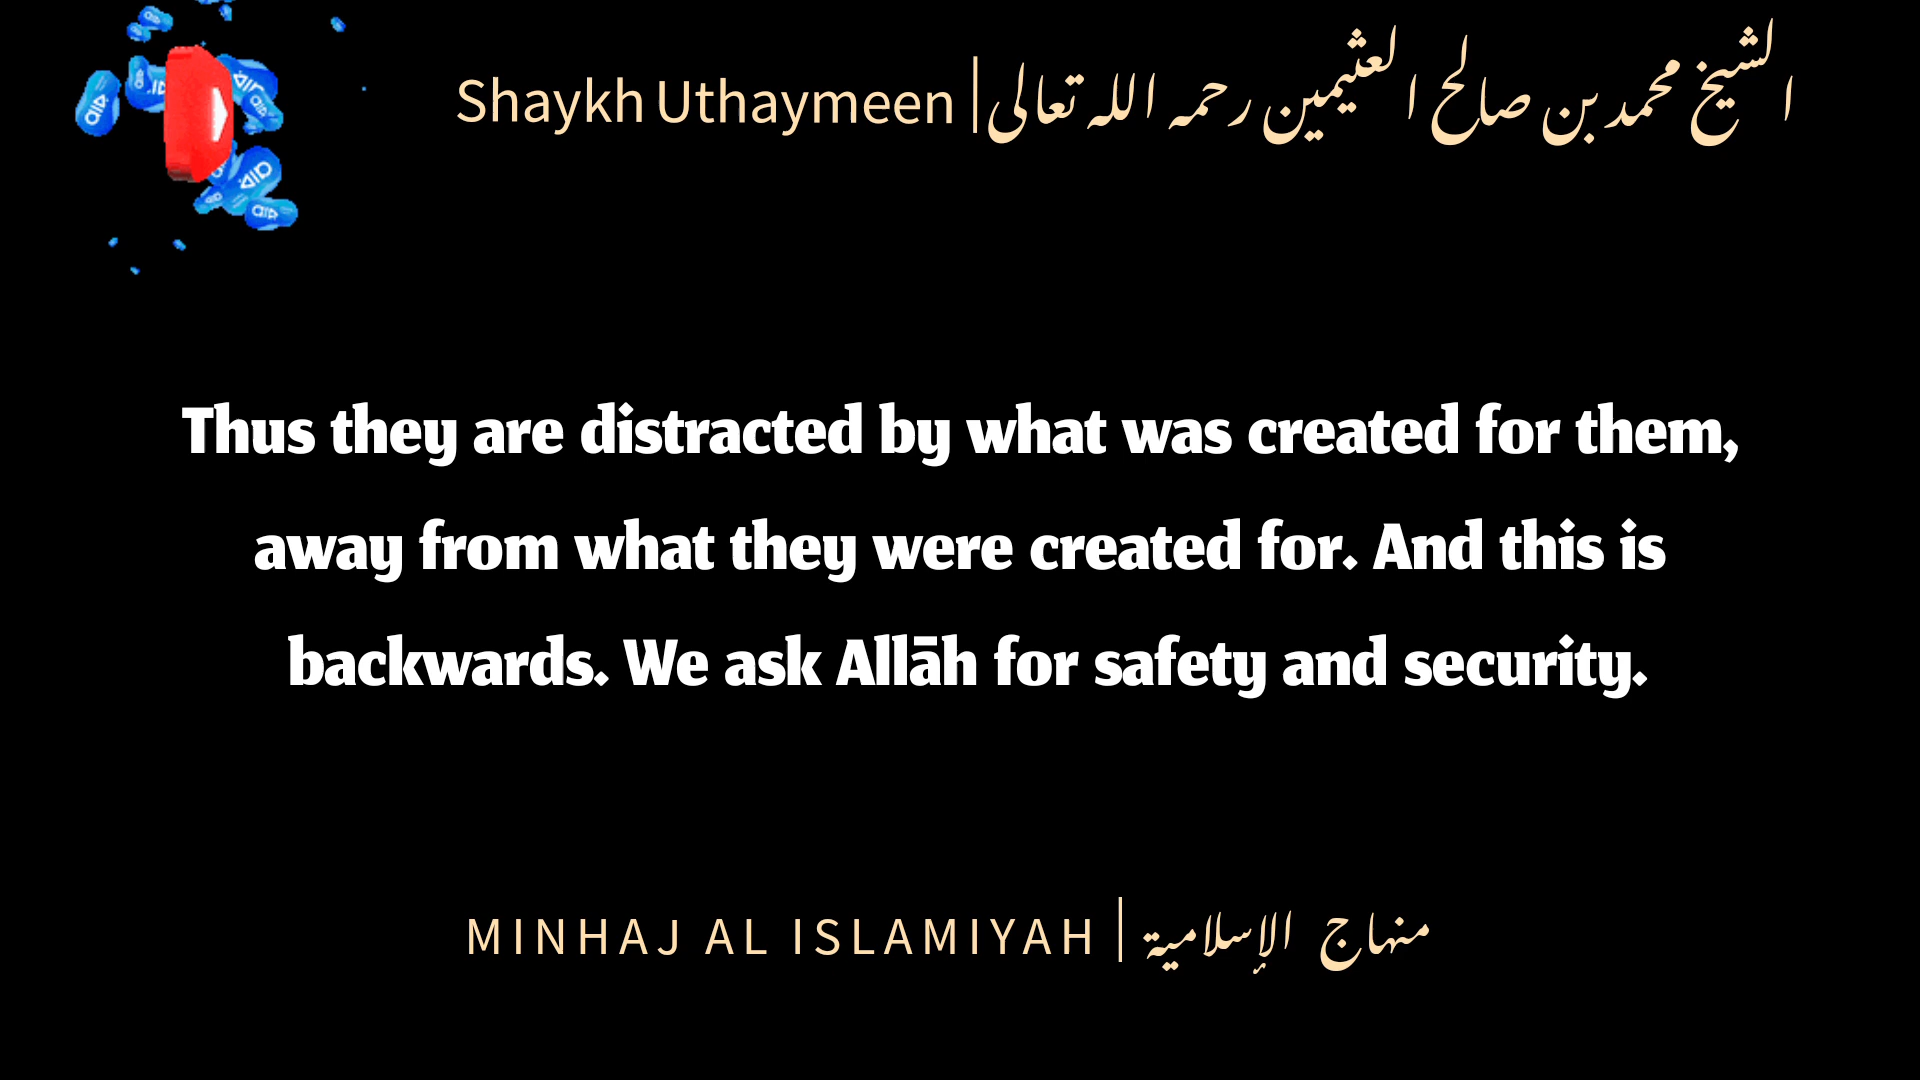 Shaykh Uthaymeen | الشيخ محمد بن صالح العثيمين رحمه الله تعالى
Thus they are distracted by what was created for them,
away from what they were created for. And this is
backwards. We ask Allāh for safety and security.
MINHAJ AL ISLAMIYAH | منهاج الإسلامية